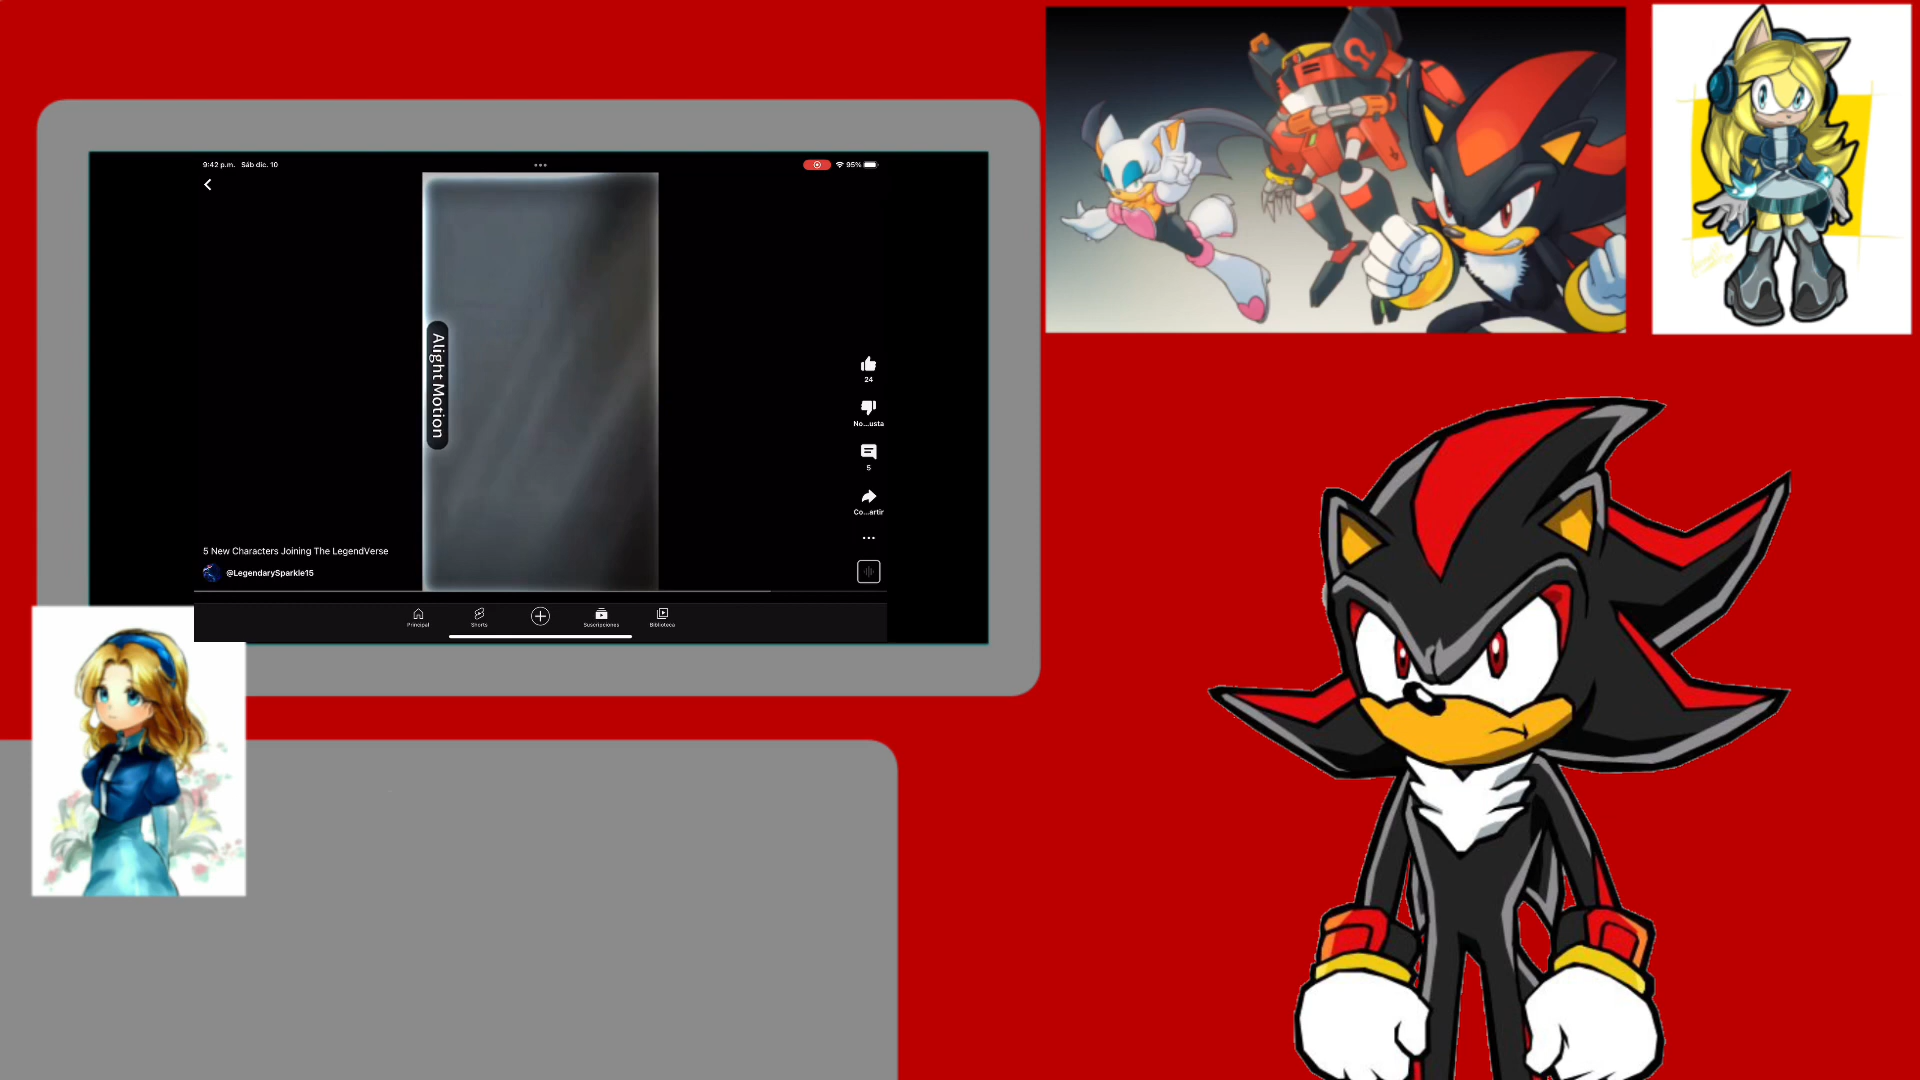 9:42 p.m. Sáb dic. 10
95%
Alight Motion
24
No...usta
5
Co...artir
5 New Characters Joining The LegendVerse
@LegendarySparkle15
Principal
Shorts
Suscripciones
Biblioteca